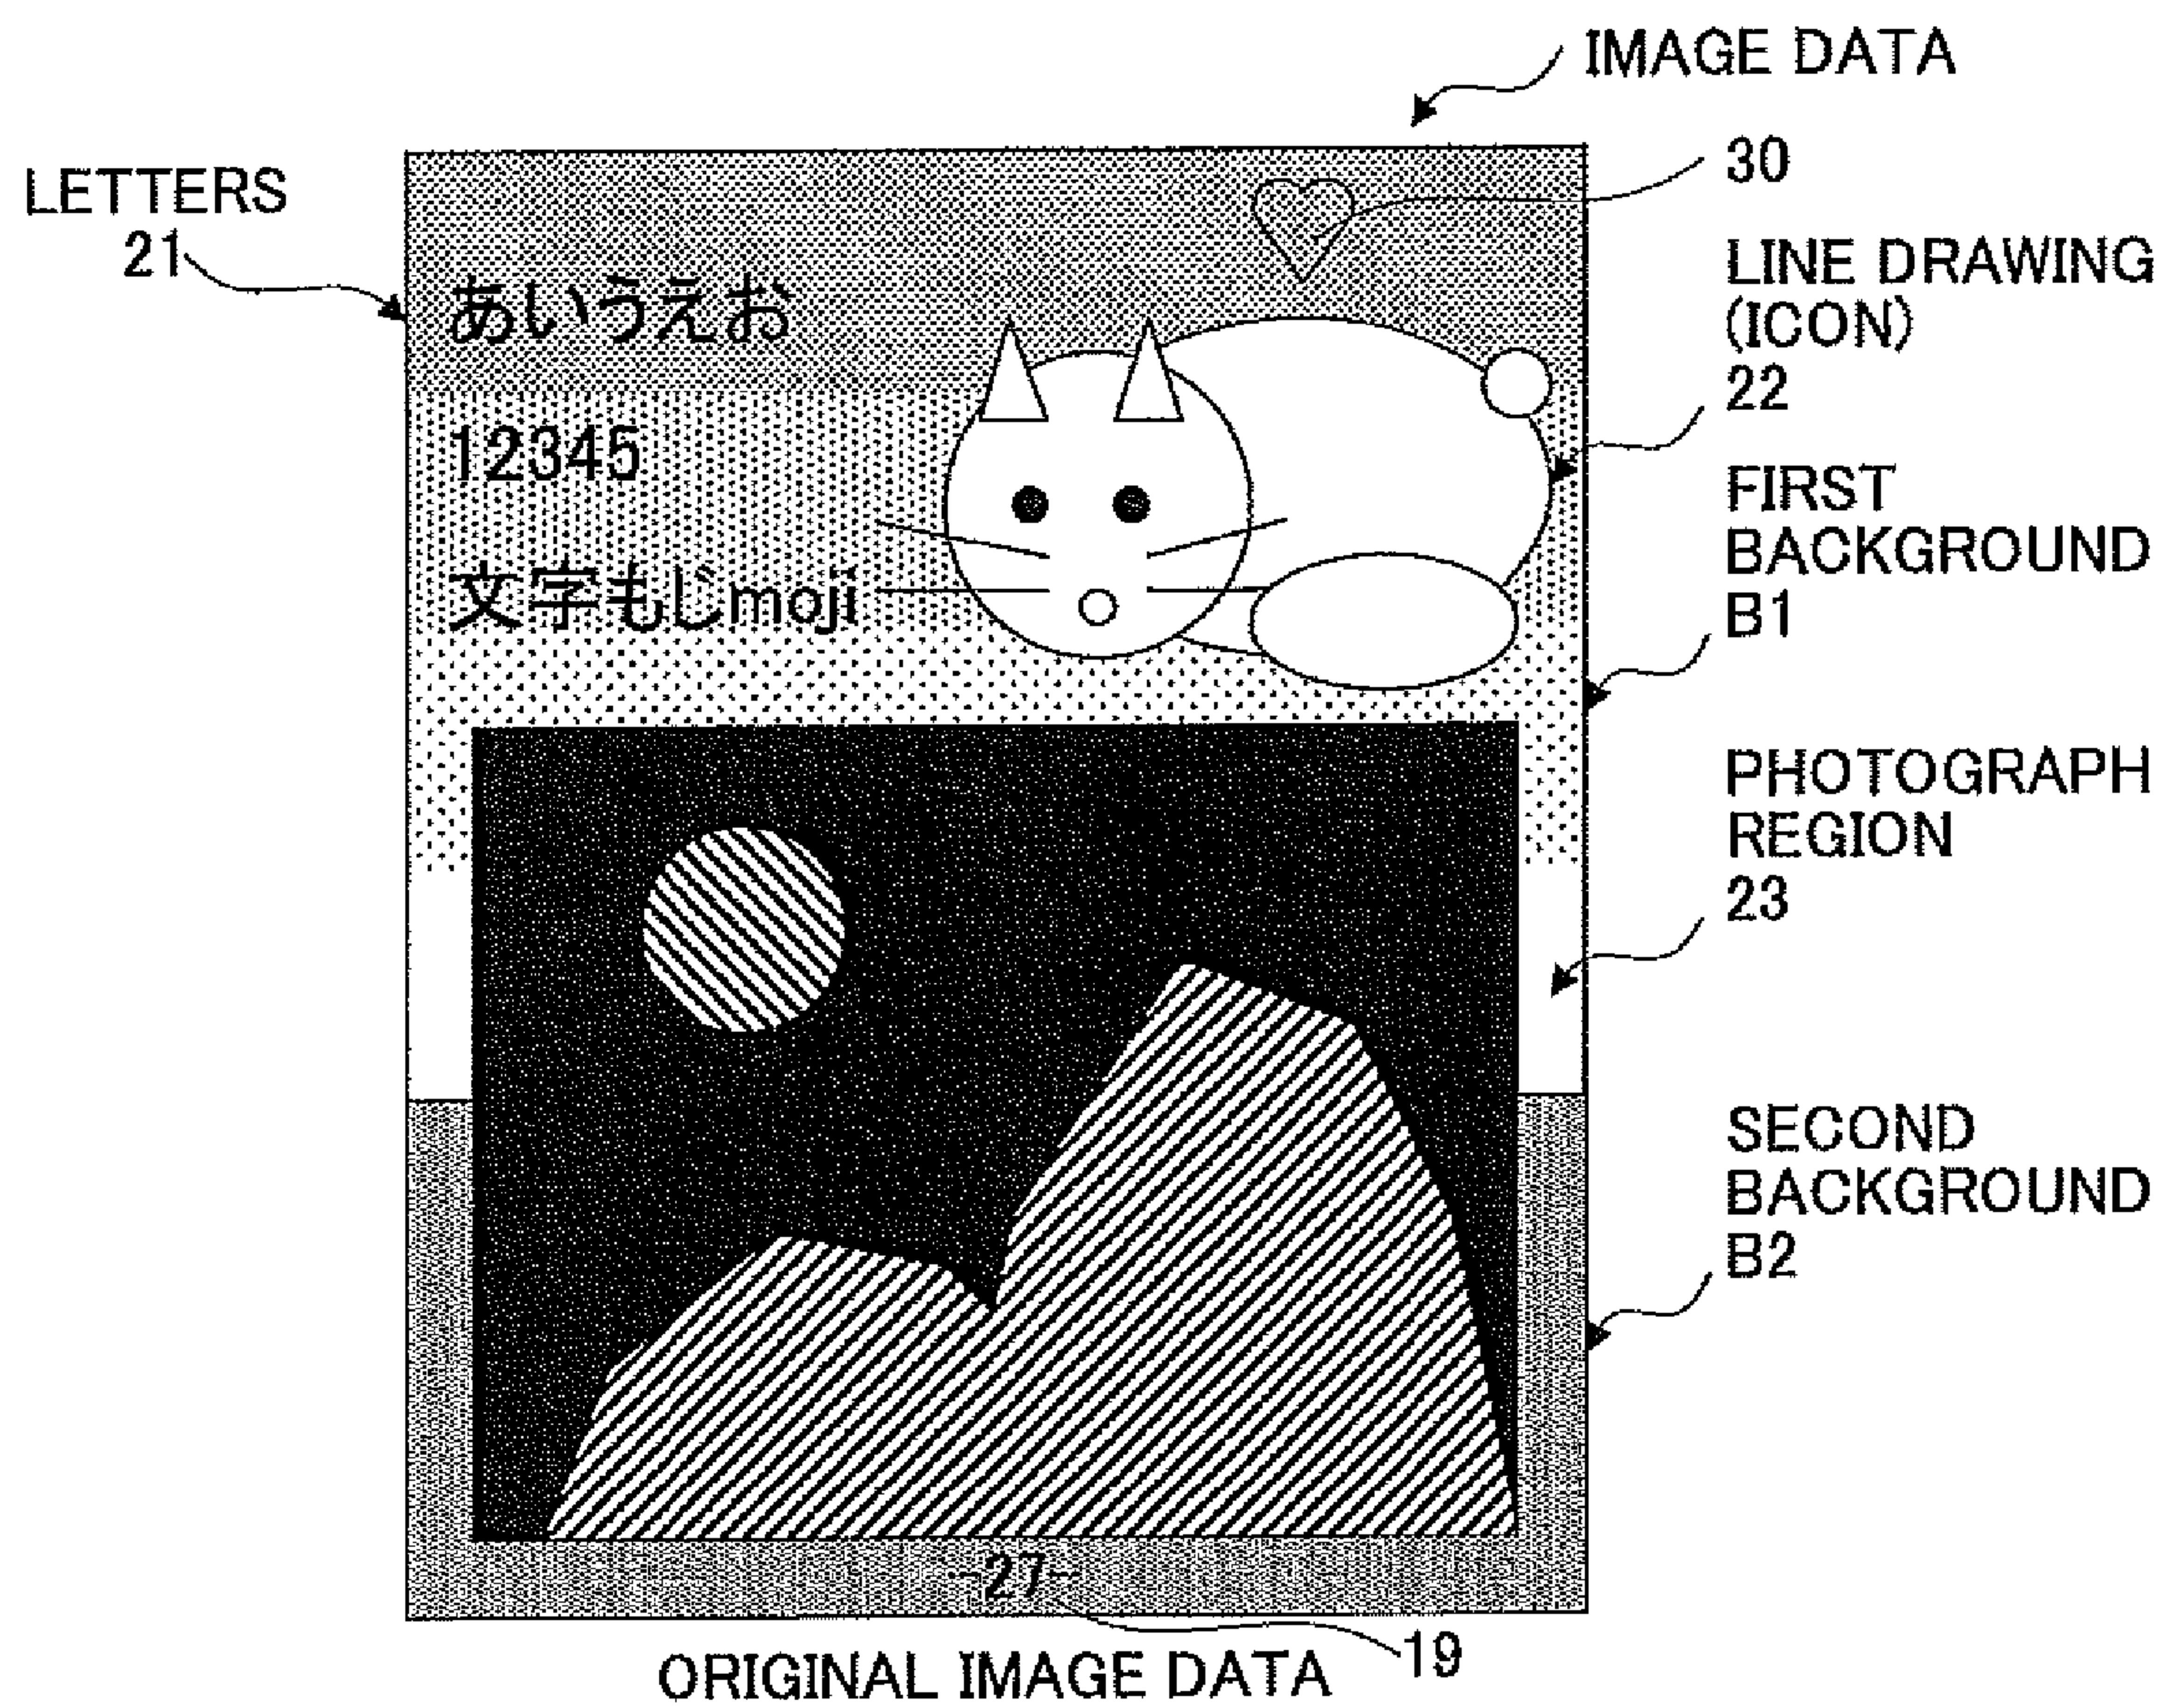 IMAGE DATA
30
LETTERS
21
LINE DRAWING
(ICON)
22
あいうえお
12345
文字もじmoji
FIRST
BACKGROUND
B1
PHOTOGRAPH
REGION
23
SECOND
BACKGROUND
B2
-27-
19
ORIGINAL IMAGE DATA